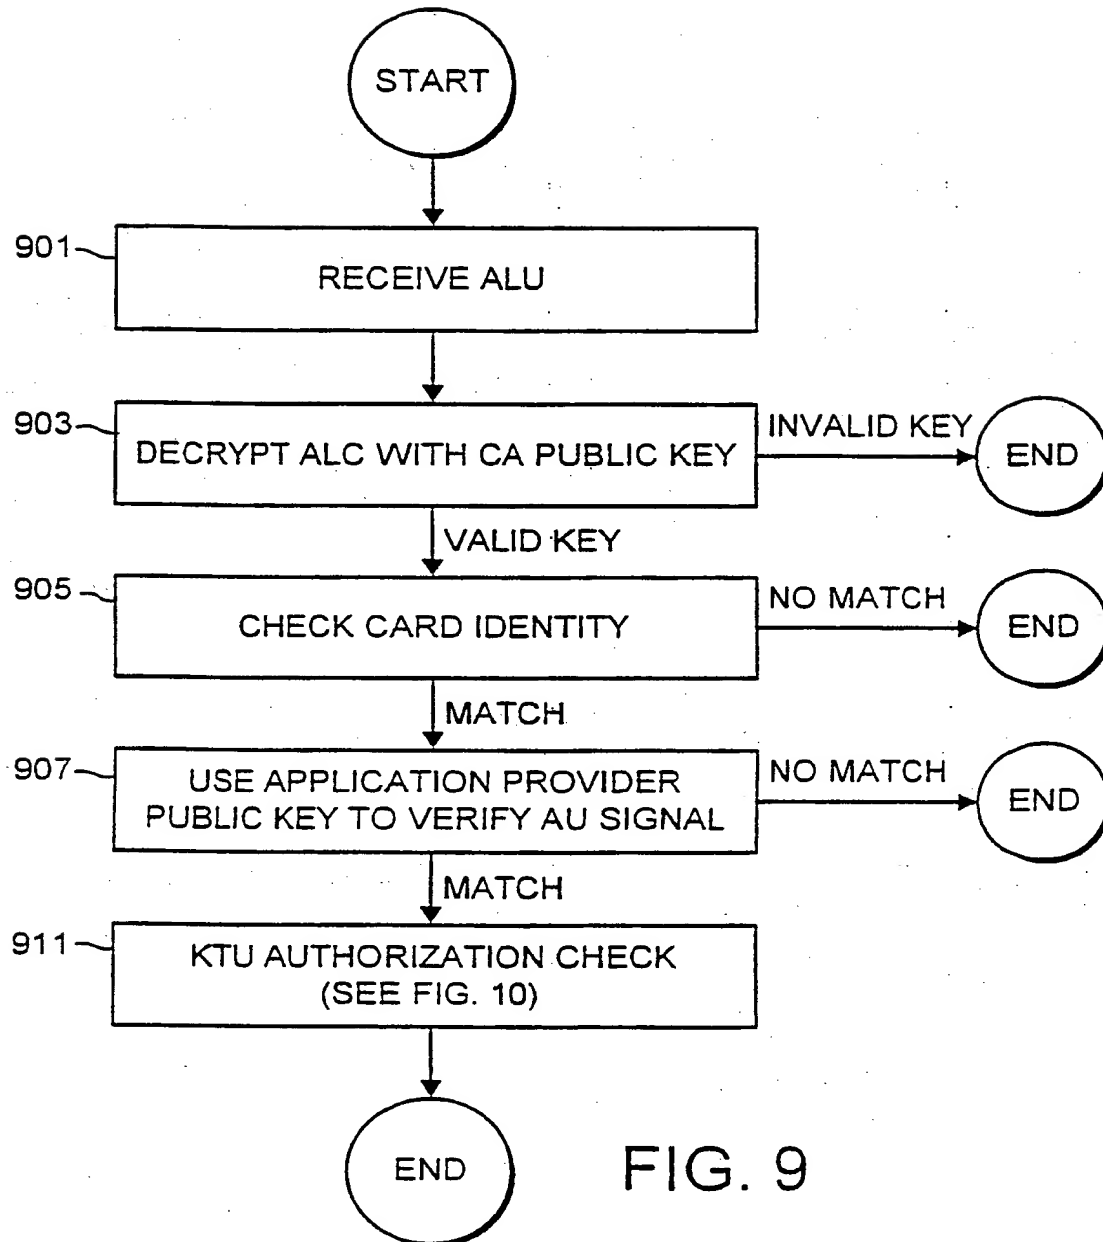 START
901
RECEIVE ALU
903
DECRYPT ALC WITH CA PUBLIC KEY
INVALID KEY
END
VALID KEY
905
CHECK CARD IDENTITY
NO MATCH
END
MATCH
907
USE APPLICATION PROVIDER
PUBLIC KEY TO VERIFY AU SIGNAL
NO MATCH
END
MATCH
911
KTU AUTHORIZATION CHECK
(SEE FIG. 10)
END
FIG. 9